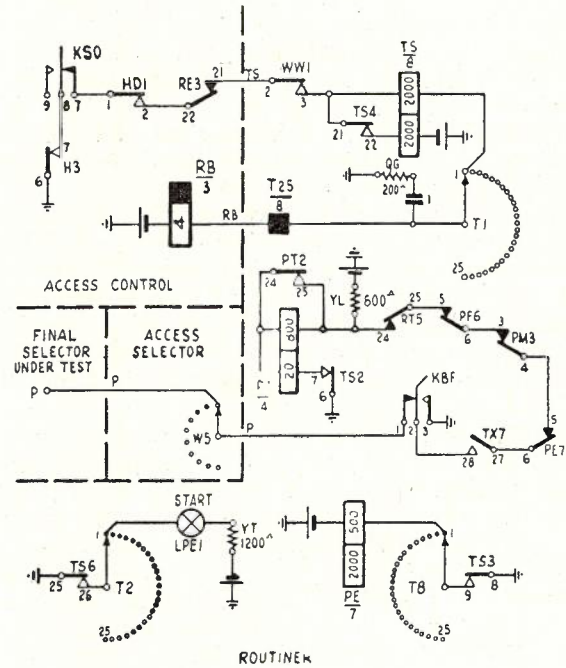 KSO
9 8 7
HD1
1 2
RE3
21
22
TS
WW1
2 3
TS
8
2000
2000
TS4
21 22
H3
7
6
RB
3
RB
T25
8
QG
200
1
1
T1
25
ACCESS CONTROL
FINAL
SELECTOR
UNDER TEST
ACCESS
SELECTOR
P
P
W5
P
PT2
24 25
YL
600
25
RT5
24
5
PF6
6
3
PM3
4
800
20
4
7
TS2
6
KBF
1 2 3
TX7
28 27
5
PE7
6
START
LPE1
YT
1200
1
TS6
25 26
T2
25
500
2000
PE
7
1
T8
25
TS3
9 8
ROUTINER